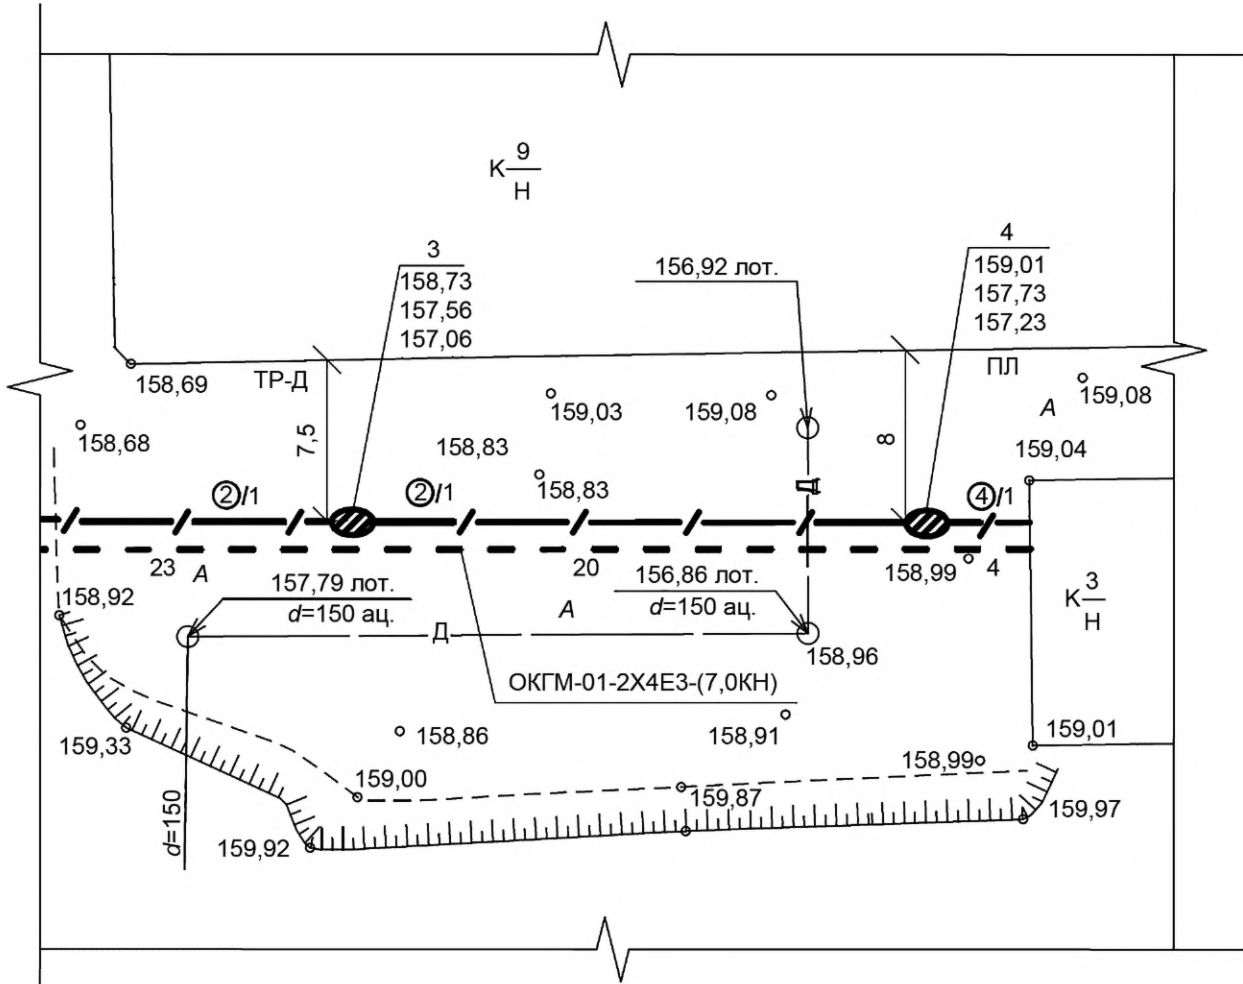 К 9
Н
3
158,73
157,56
157,06
156,92 лот.
4
159,01
157,73
157,23
158,69
ТР-Д
ПЛ
159,03
159,08
159,08
А
158,68
7,5
158,83
8
159,04
158,83
2/1
2/1
4/1
23
А
20
158,99
4
158,92
157,79 лот.
d=150 ац.
А
156,86 лот.
d=150 ац.
К 3
Н
Д
158,96
ОКГМ-01-2Х4Е3-(7,0КН)
159,33
158,86
158,91
159,01
158,99
159,00
159,87
159,97
d=150
159,92